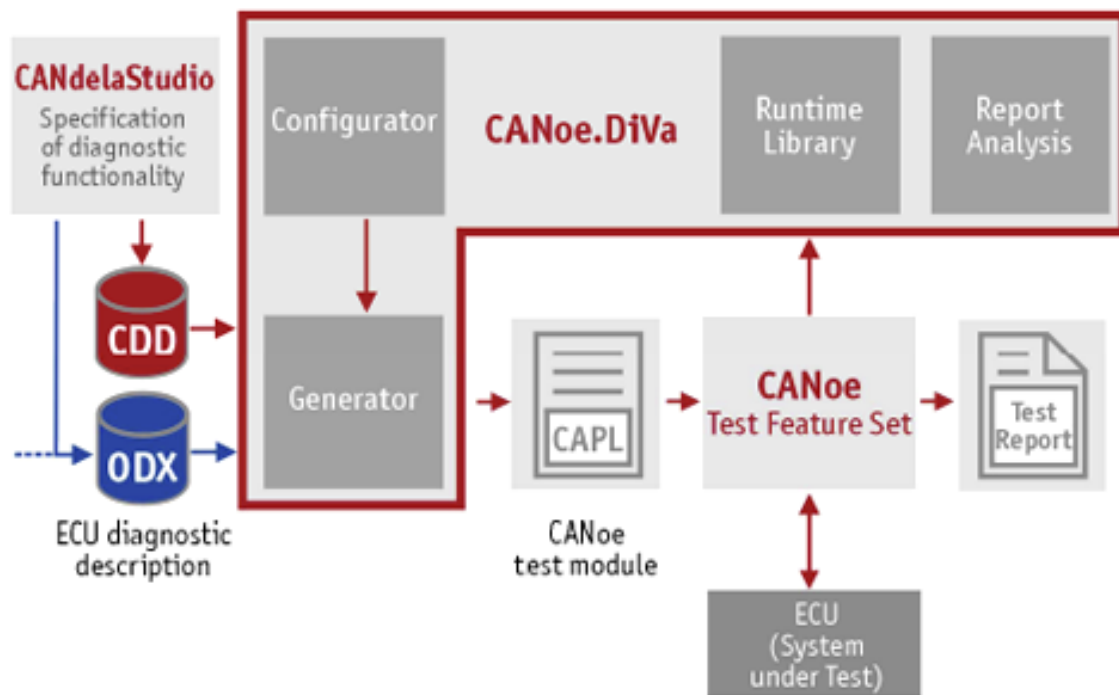 CANdelaStudio
Specification
of diagnostic
functionality
Configurator
CANoe.DiVa
Runtime
Library
Report
Analysis
CDD
Generator
CAPL
CANoe
Test Feature Set
Test
Report
ODX
ECU diagnostic
description
CANoe
test module
ECU
(System
under Test)